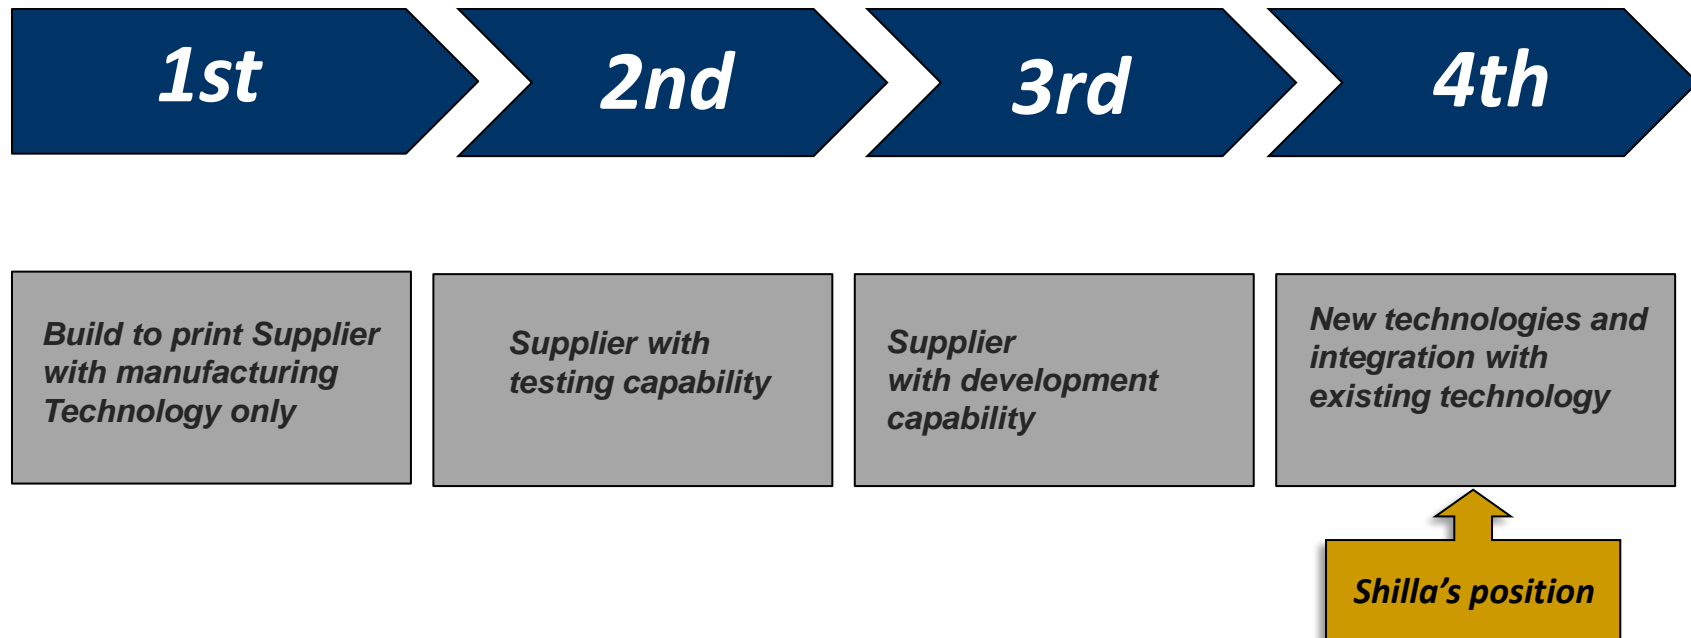 1st
2nd
3rd
4th
Build to print Supplier
with manufacturing
Technology only
Supplier with
testing capability
Supplier
with development
capability
New technologies and
integration with
existing technology
Shilla’s position